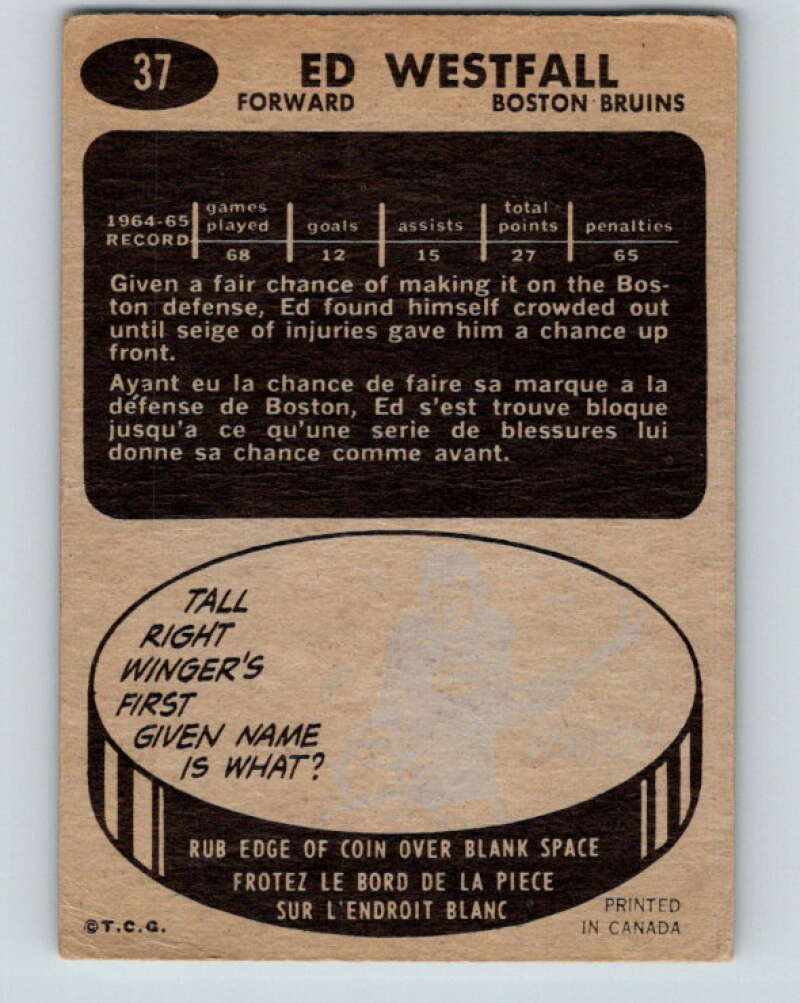 37
ED WESTFALL
FORWARD BOSTON BRUINS
1964-65 RECORD games played goals assists total points penalties
68 12 15 27 65
Given a fair chance of making it on the Bos-
ton defense, Ed found himself crowded out
until seige of injuries gave him a chance up
front.
Ayant eu la chance de faire sa marque a la
défense de Boston, Ed s'est trouve bloque
jusqu'a ce qu'une serie de blessures lui
donne sa chance comme avant.
TALL
RIGHT
WINGER'S
FIRST
GIVEN NAME
IS WHAT?
RUB EDGE OF COIN OVER BLANK SPACE
FROTEZ LE BORD DE LA PIECE
SUR L'ENDROIT BLANC
©T.C.G.
PRINTED
IN CANADA